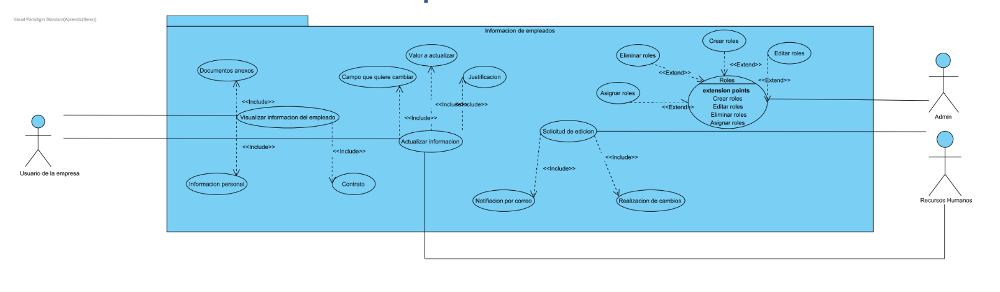 Visual Paradigm Standard(Aprendiz(Sena))
Informacion de empleados
Documentos anexos
Valor a actualizar
Campo que quiere cambiar
Justificacion
Eliminar roles
Crear roles
Editar roles
Asignar roles
<<Extend>>
<<Extend>>
<<Extend>>
<<Extend>>
Roles
extension points
Crear roles
Editar roles
Eliminar roles
Asignar roles
Admin
<<Include>>
<<Include>>
<<Include>>
<<Include>>
Visualizar informacion del empleado
Actualizar informacion
Solicitud de edicion
<<Include>>
<<Include>>
<<Include>>
<<Include>>
Usuario de la empresa
Informacion personal
Contrato
Notifiacion por correo
Realizacion de cambios
Recursos Humanos